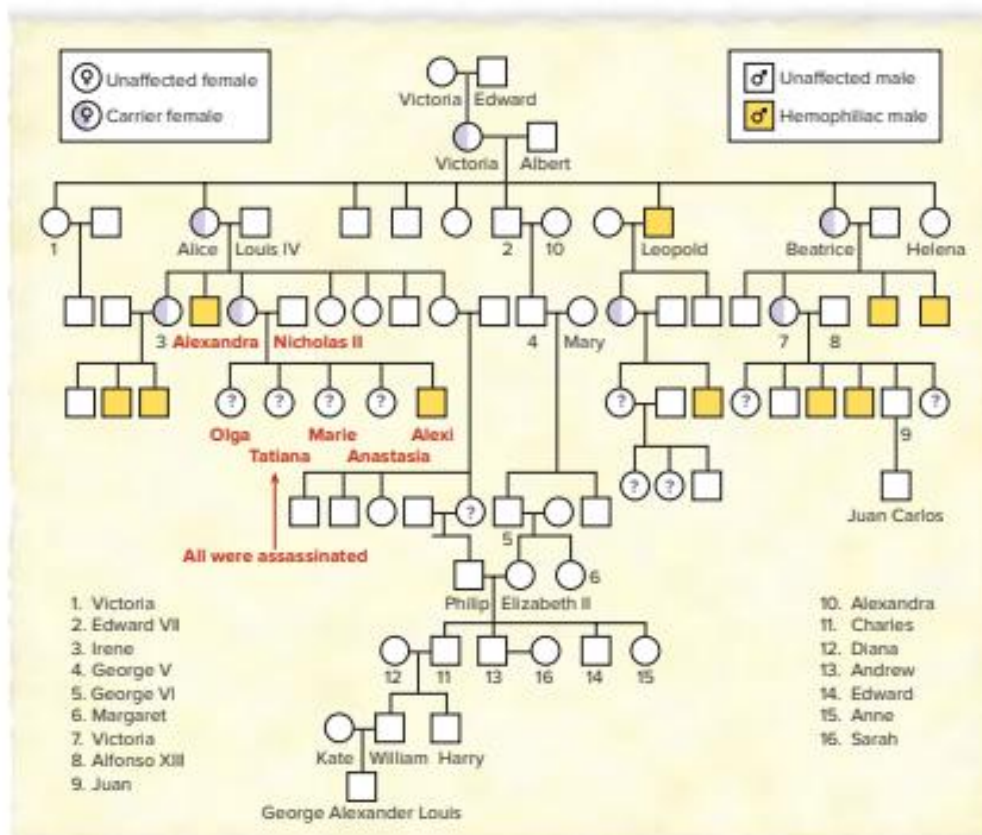 ♀ Unaffected female
♀ Carrier female
♂ Unaffected male
♂ Hemophiliac male
Victoria Edward
Victoria Albert
1 Alice Louis IV 2 10 Leopold Beatrice Helena
3 Alexandra Nicholas II 4 Mary 7 8
? ? ? ? ? ? ?
Olga Marie Alexi 9
Tatiana Anastasia
? ? ?
Juan Carlos
5
All were assassinated
6
Philip Elizabeth II
12 11 13 16 14 15
Kate William Harry
George Alexander Louis
1. Victoria
2. Edward VII
3. Irene
4. George V
5. George VI
6. Margaret
7. Victoria
8. Alfonso XIII
9. Juan
10. Alexandra
11. Charles
12. Diana
13. Andrew
14. Edward
15. Anne
16. Sarah